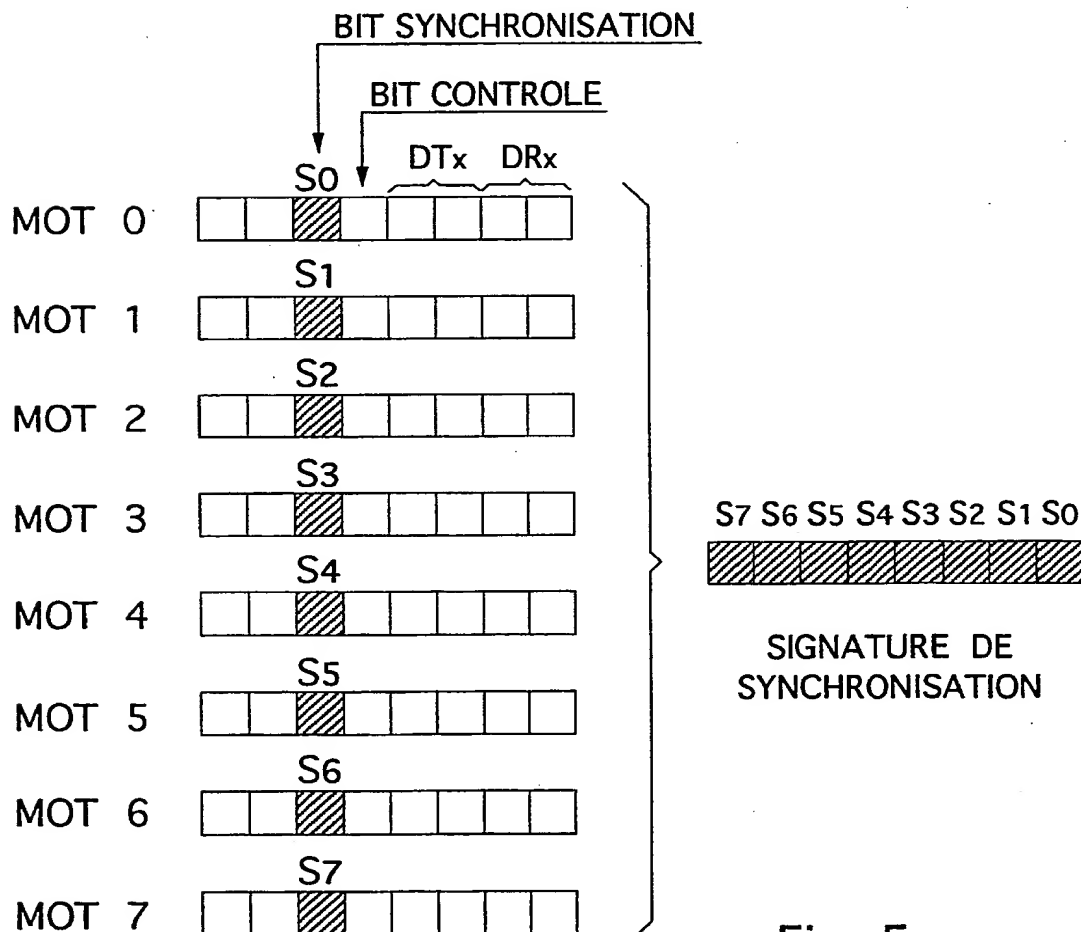 BIT SYNCHRONISATION
BIT CONTROLE
DTx DRx
S0
MOT 0
S1
MOT 1
S2
MOT 2
S3
MOT 3
S4
MOT 4
S5
MOT 5
S6
MOT 6
S7
MOT 7
S7 S6 S5 S4 S3 S2 S1 S0
SIGNATURE DE
SYNCHRONISATION
Fig. 5